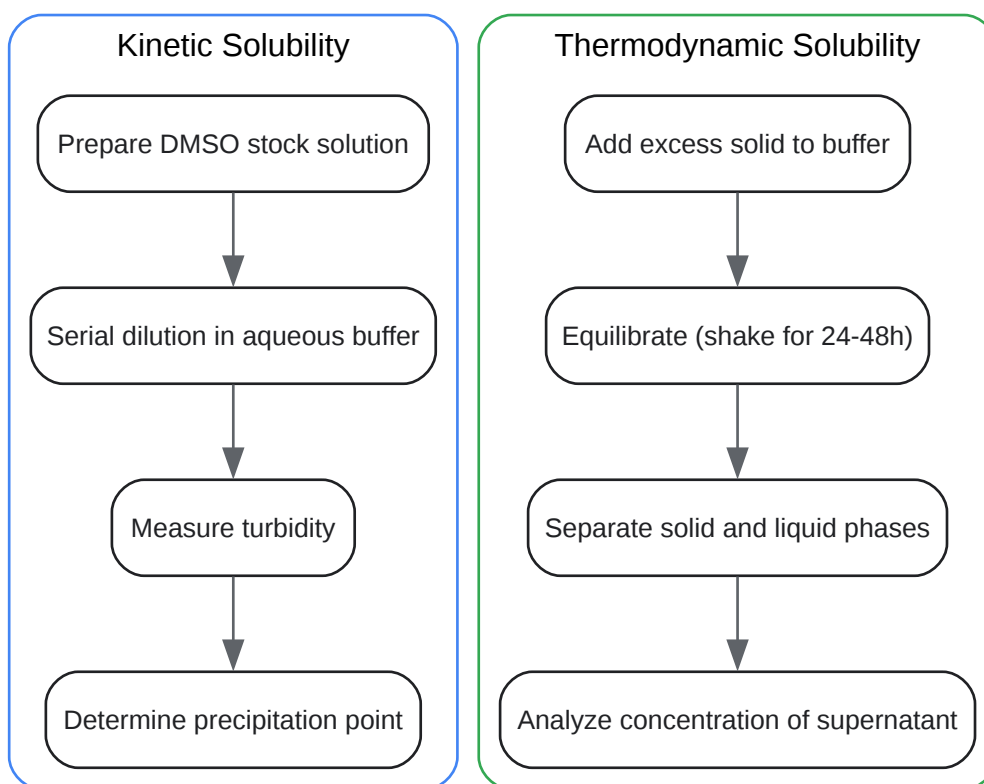 Kinetic Solubility
Prepare DMSO stock solution
Serial dilution in aqueous buffer
Measure turbidity
Determine precipitation point
Thermodynamic Solubility
Add excess solid to buffer
Equilibrate (shake for 24-48h)
Separate solid and liquid phases
Analyze concentration of supernatant